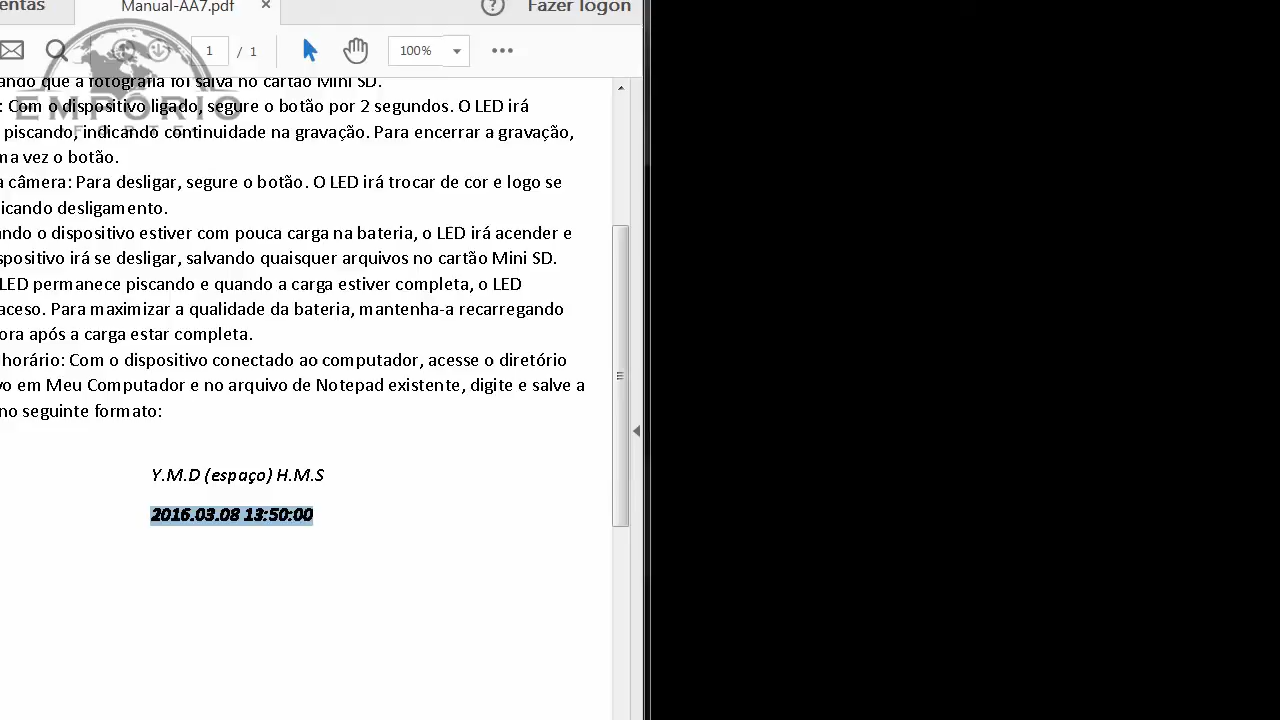 entas
Manual-AA7.pdf
Fazer logon
1 / 1
100%
ando que a fotografia foi salva no cartão Mini SD.
EMPÓRIO
: Com o dispositivo ligado, segure o botão por 2 segundos. O LED irá
piscando, indicando continuidade na gravação. Para encerrar a gravação,
ma vez o botão.
a câmera: Para desligar, segure o botão. O LED irá trocar de cor e logo se
icando desligamento.
ando o dispositivo estiver com pouca carga na bateria, o LED irá acender e
spositivo irá se desligar, salvando quaisquer arquivos no cartão Mini SD.
LED permanece piscando e quando a carga estiver completa, o LED
aceso. Para maximizar a qualidade da bateria, mantenha-a recarregando
ora após a carga estar completa.
horário: Com o dispositivo conectado ao computador, acesse o diretório
vo em Meu Computador e no arquivo de Notepad existente, digite e salve a
no seguinte formato:
Y.M.D (espaço) H.M.S
2016.03.08 13:50:00